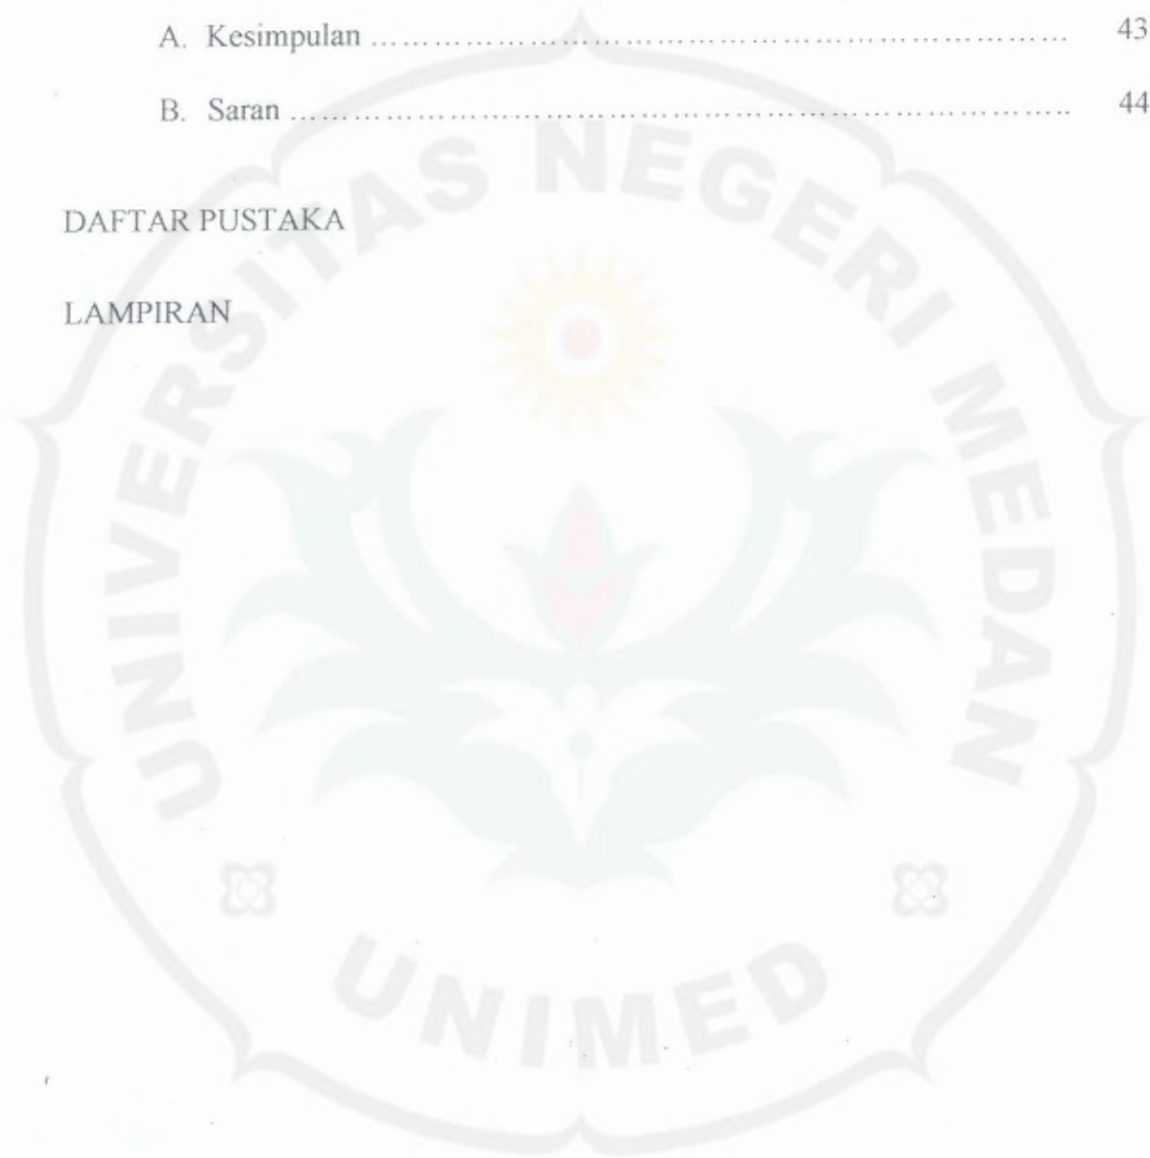 A. Kesimpulan ........................................................................ 43
B. Saran ................................................................................ 44
DAFTAR PUSTAKA
LAMPIRAN
UNIVERSITAS NEGERI MEDAN
UNIMED